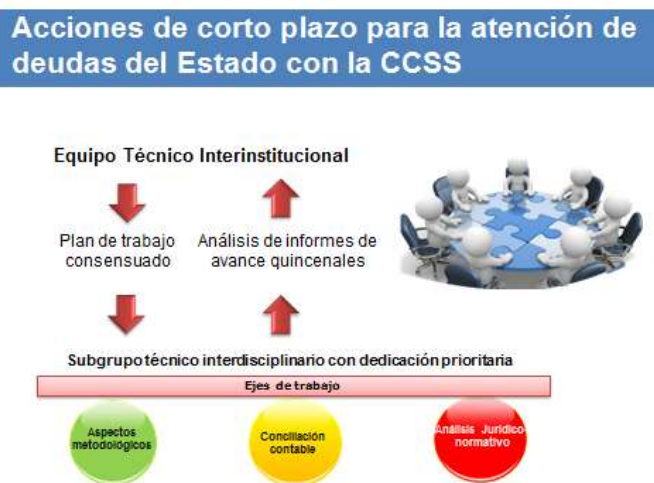 Acciones de corto plazo para la atención de
deudas del Estado con la CCSS
Equipo Técnico Interinstitucional
Plan de trabajo
consensuado
Análisis de informes de
avance quincenales
Subgrupo técnico interdisciplinario con dedicación prioritaria
Ejes de trabajo
Aspectos
metodológicos
Conciliación
contable
Análisis Jurídico-
normativo